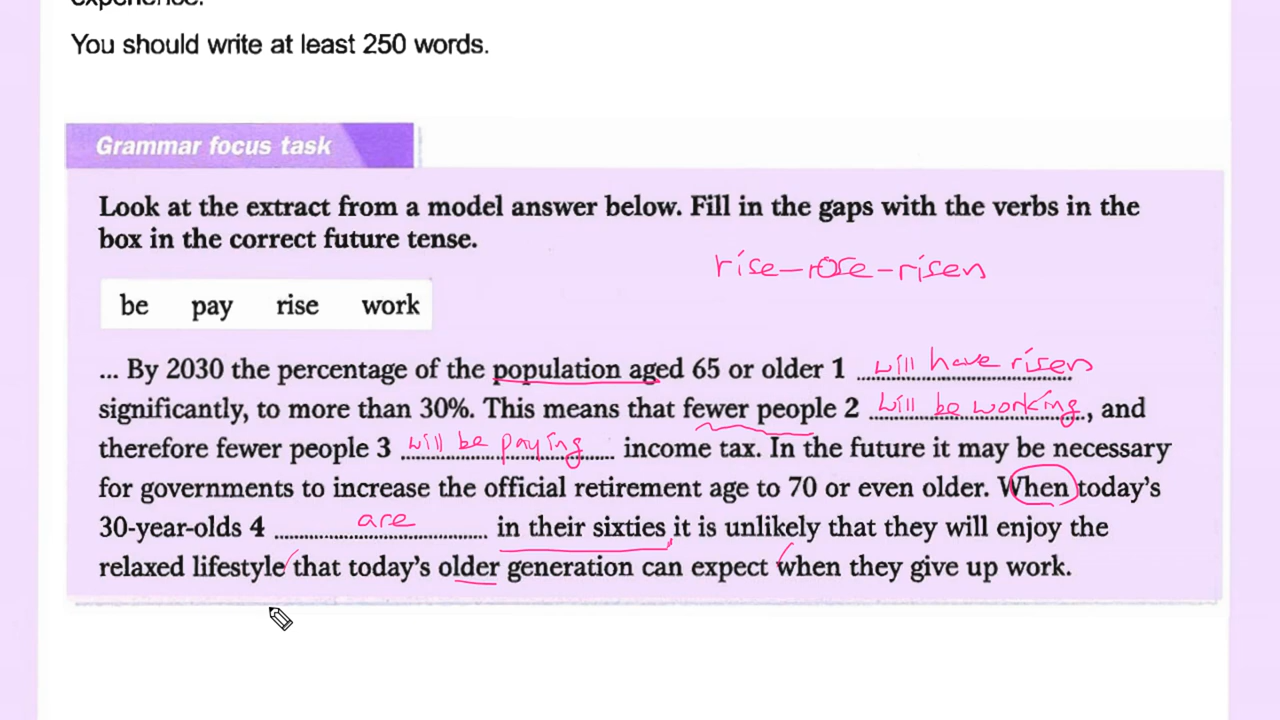 experience.
You should write at least 250 words.
Grammar focus task
Look at the extract from a model answer below. Fill in the gaps with the verbs in the
box in the correct future tense.
rise-rose-risen
be pay rise work
... By 2030 the percentage of the population aged 65 or older 1 will have risen
significantly, to more than 30%. This means that fewer people 2 will be working, and
therefore fewer people 3 will be paying income tax. In the future it may be necessary
for governments to increase the official retirement age to 70 or even older. When today's
30-year-olds 4 are in their sixties, it is unlikely that they will enjoy the
relaxed lifestyle that today's older generation can expect when they give up work.